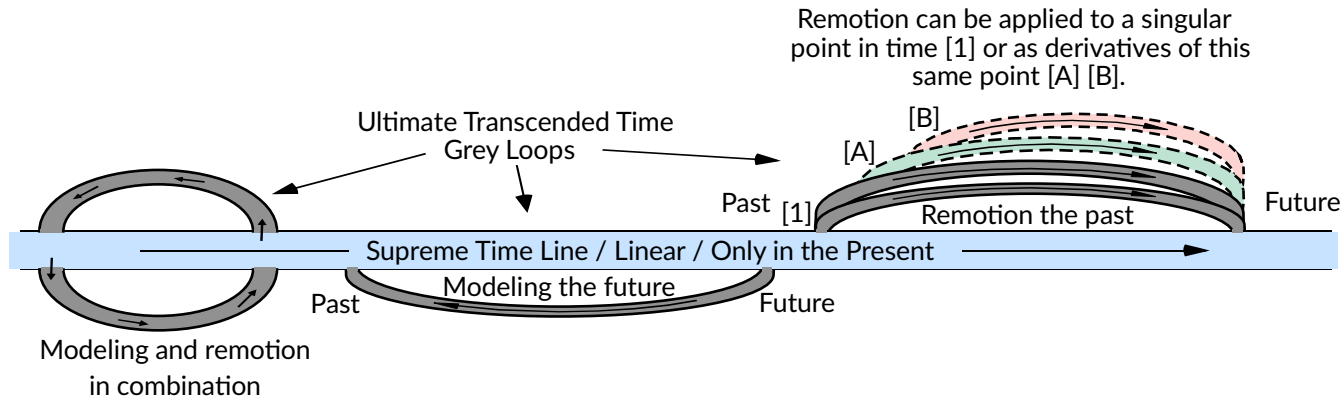 Remotion can be applied to a singular
point in time [1] or as derivatives of this
same point [A] [B].
Ultimate Transcended Time
Grey Loops
[B]
[A]
Past
[1]
Remotion the past
Future
Supreme Time Line / Linear / Only in the Present
Past
Modeling the future
Future
Modeling and remotion
in combination